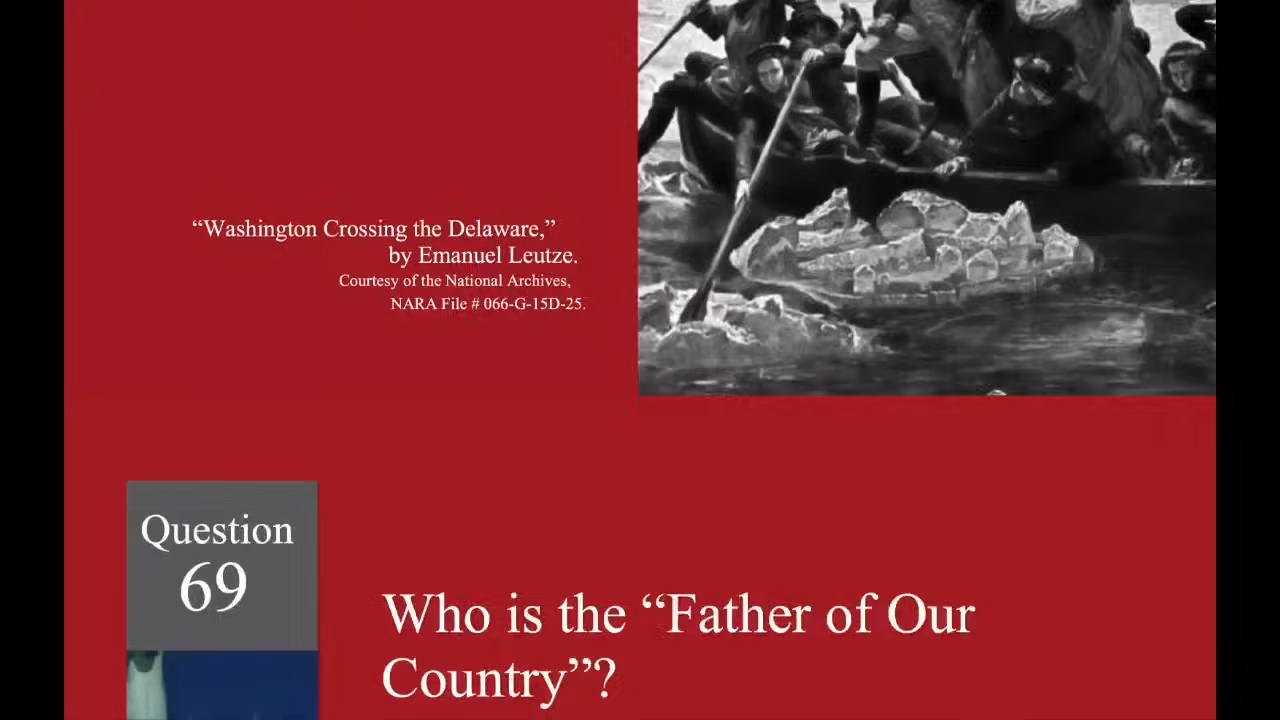 “Washington Crossing the Delaware,”
by Emanuel Leutze.
Courtesy of the National Archives,
NARA File # 066-G-15D-25.
Question
69
Who is the “Father of Our
Country”?